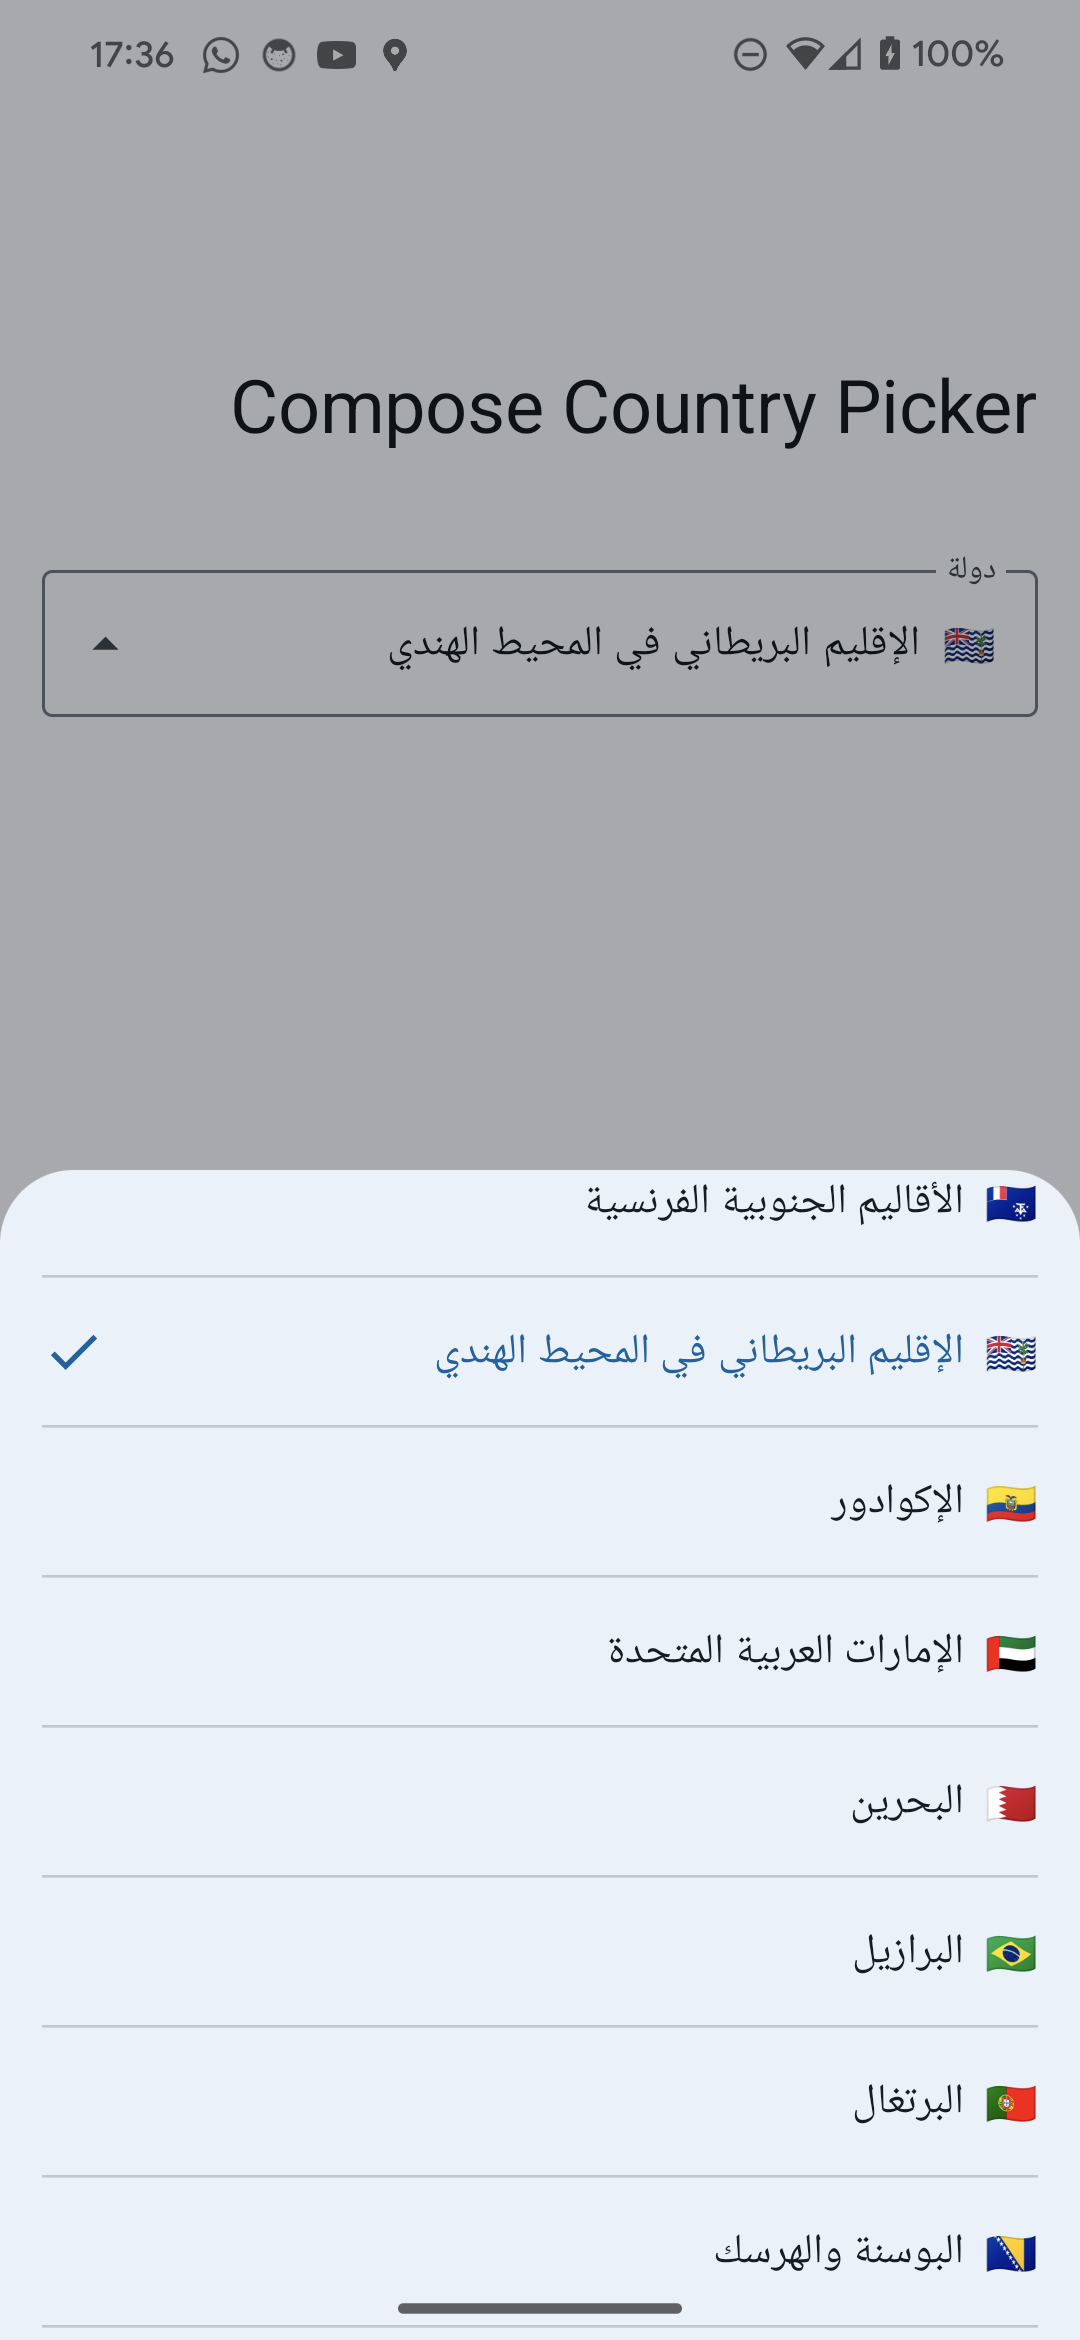 17:36
100%
Compose Country Picker
دولة
الإقليم البريطاني في المحيط الهندي
الأقاليم الجنوبية الفرنسية
الإقليم البريطاني في المحيط الهندي
الإكوادور
الإمارات العربية المتحدة
البحرين
البرازيل
البرتغال
البوسنة والهرسك